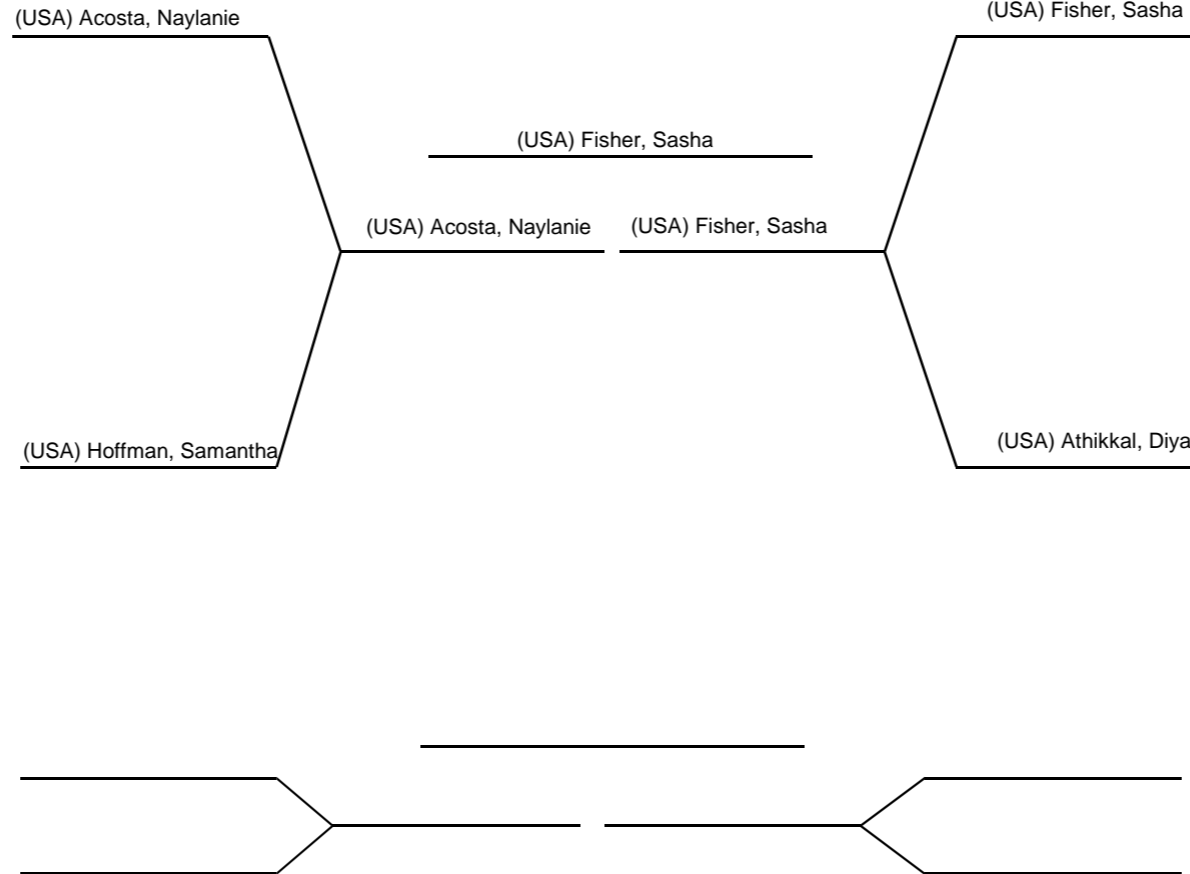 (USA) Acosta, Naylanie
(USA) Fisher, Sasha
(USA) Fisher, Sasha
(USA) Acosta, Naylanie
(USA) Fisher, Sasha
(USA) Hoffman, Samantha
(USA) Athikkal, Diya